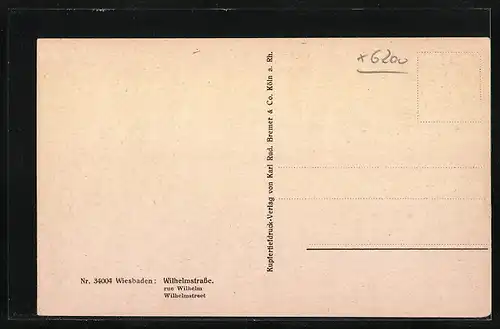 Nr. 34004 Wiesbaden: Wilhelmstraße.
rue Wilhelm
Wilhelmstreet
Kupfertiefdruck-Verlag von Karl Rud. Bremer & Co. Köln a. Rh.
x 6200